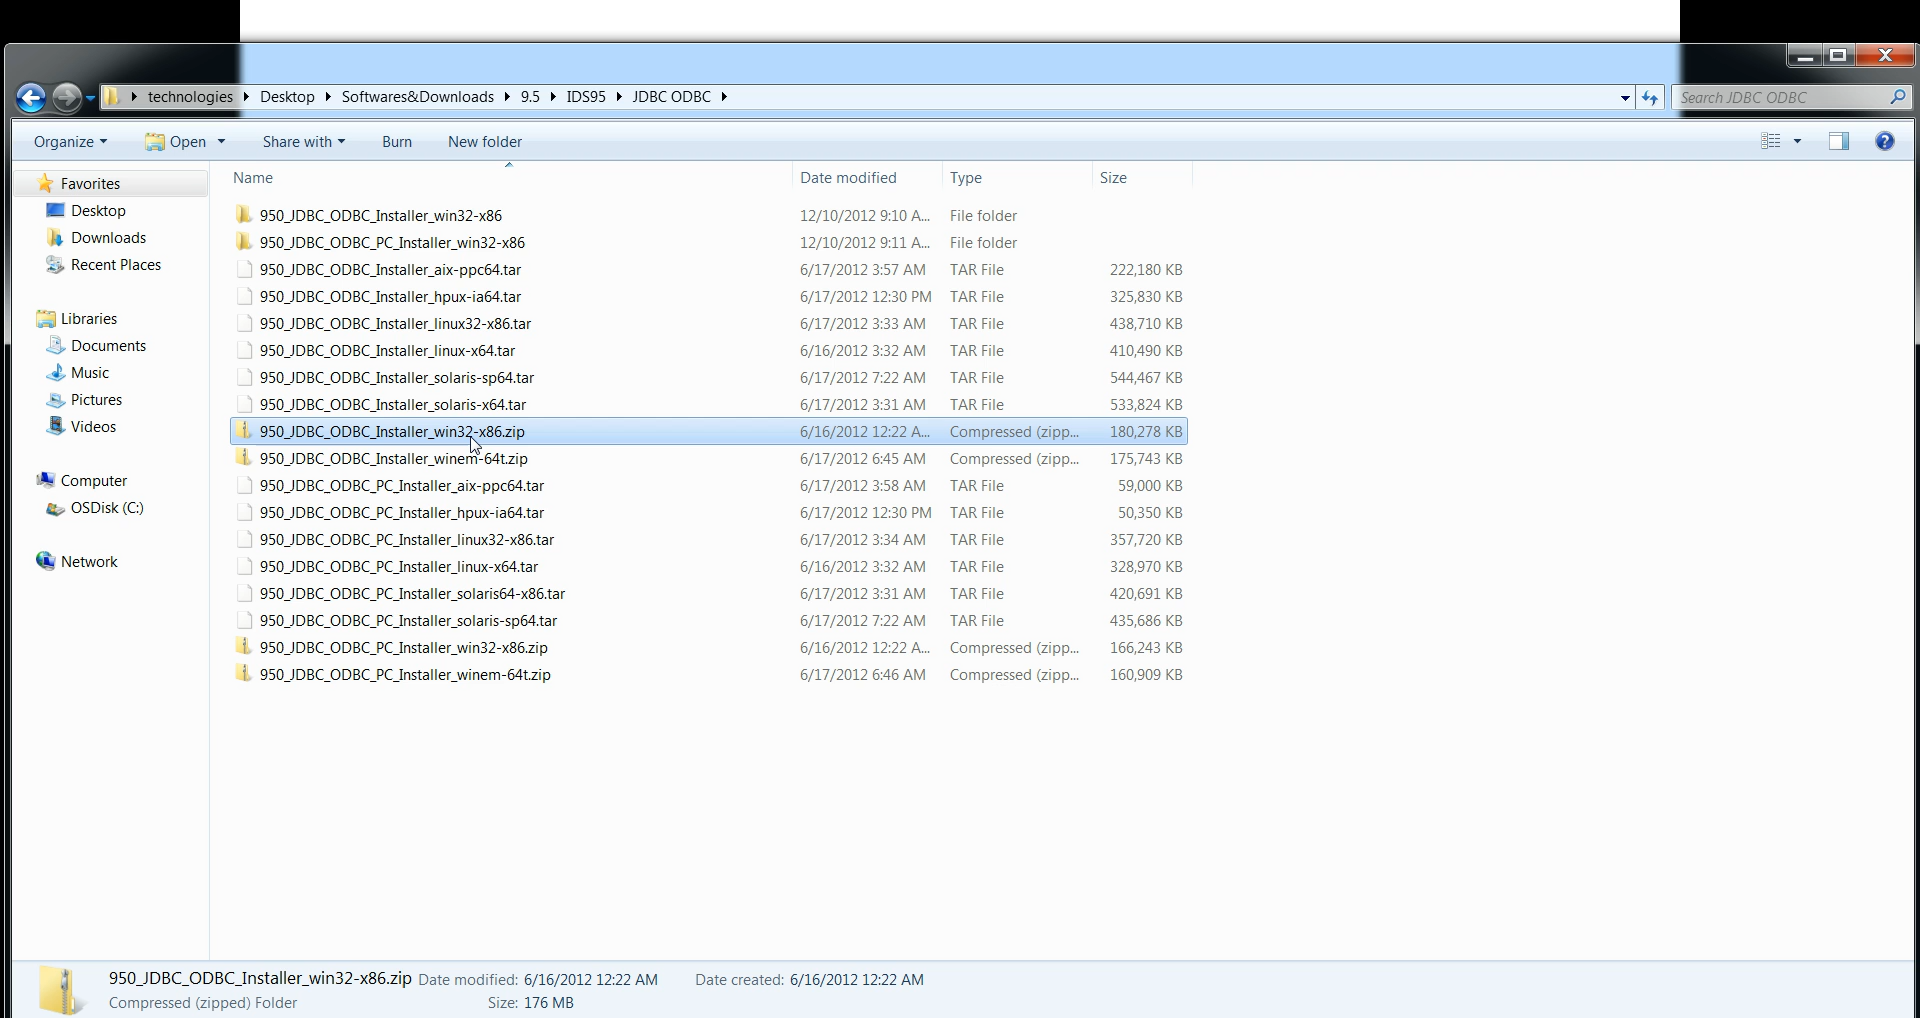 technologies Desktop Softwares&Downloads 9.5 IDS95 JDBC ODBC Search JDBC ODBC
Organize Open Share with Burn New folder
Name Date modified Type Size
Favorites
Desktop
Downloads
Recent Places
Libraries
Documents
Music
Pictures
Videos
Computer
OSDisk (C:)
Network
950_JDBC_ODBC_Installer_win32-x86 12/10/2012 9:10 A... File folder
950_JDBC_ODBC_PC_Installer_win32-x86 12/10/2012 9:11 A... File folder
950_JDBC_ODBC_Installer_aix-ppc64.tar 6/17/2012 3:57 AM TAR File 222,180 KB
950_JDBC_ODBC_Installer_hpux-ia64.tar 6/17/2012 12:30 PM TAR File 325,830 KB
950_JDBC_ODBC_Installer_linux32-x86.tar 6/17/2012 3:33 AM TAR File 438,710 KB
950_JDBC_ODBC_Installer_linux-x64.tar 6/16/2012 3:32 AM TAR File 410,490 KB
950_JDBC_ODBC_Installer_solaris-sp64.tar 6/17/2012 7:22 AM TAR File 544,467 KB
950_JDBC_ODBC_Installer_solaris-x64.tar 6/17/2012 3:31 AM TAR File 533,824 KB
950_JDBC_ODBC_Installer_win32-x86.zip 6/16/2012 12:22 A... Compressed (zipp... 180,278 KB
950_JDBC_ODBC_Installer_winem-64t.zip 6/17/2012 6:45 AM Compressed (zipp... 175,743 KB
950_JDBC_ODBC_PC_Installer_aix-ppc64.tar 6/17/2012 3:58 AM TAR File 59,000 KB
950_JDBC_ODBC_PC_Installer_hpux-ia64.tar 6/17/2012 12:30 PM TAR File 50,350 KB
950_JDBC_ODBC_PC_Installer_linux32-x86.tar 6/17/2012 3:34 AM TAR File 357,720 KB
950_JDBC_ODBC_PC_Installer_linux-x64.tar 6/16/2012 3:32 AM TAR File 328,970 KB
950_JDBC_ODBC_PC_Installer_solaris64-x86.tar 6/17/2012 3:31 AM TAR File 420,691 KB
950_JDBC_ODBC_PC_Installer_solaris-sp64.tar 6/17/2012 7:22 AM TAR File 435,686 KB
950_JDBC_ODBC_PC_Installer_win32-x86.zip 6/16/2012 12:22 A... Compressed (zipp... 166,243 KB
950_JDBC_ODBC_PC_Installer_winem-64t.zip 6/17/2012 6:46 AM Compressed (zipp... 160,909 KB
950_JDBC_ODBC_Installer_win32-x86.zip Date modified: 6/16/2012 12:22 AM Date created: 6/16/2012 12:22 AM
Compressed (zipped) Folder Size: 176 MB